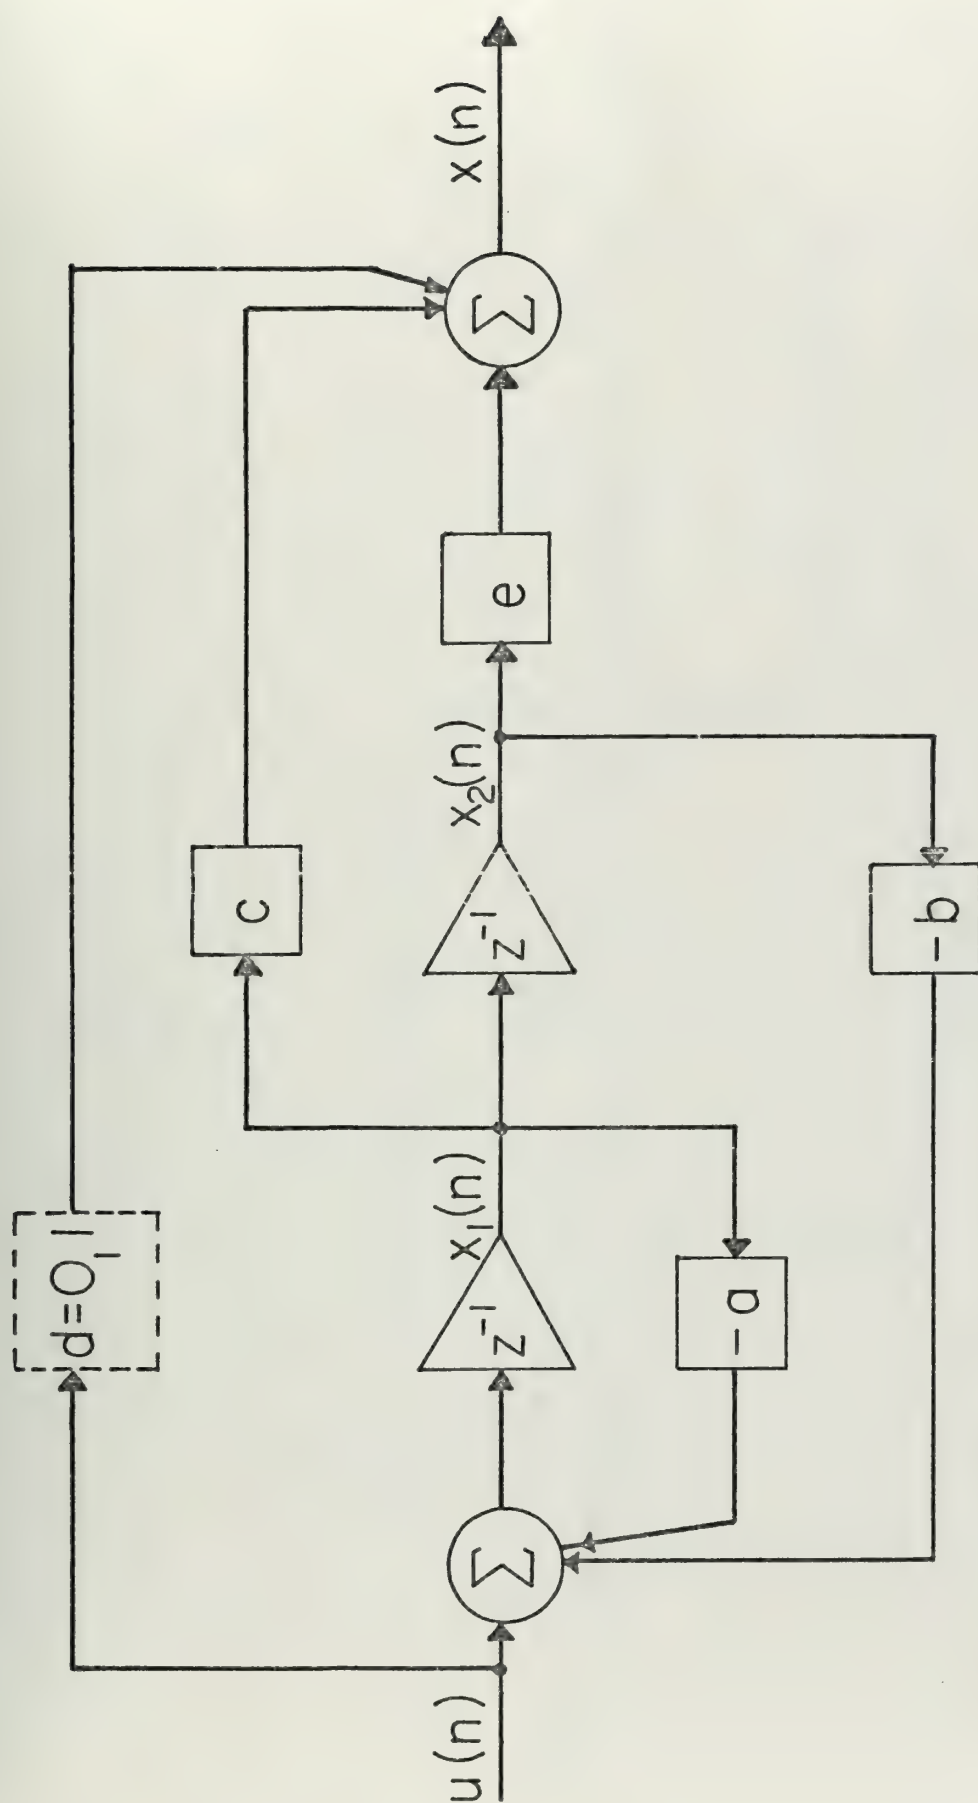 u(n)
Σ
d=0,1
x₁(n)
z⁻¹
-a
c
x₂(n)
z⁻¹
-b
e
Σ
x(n)